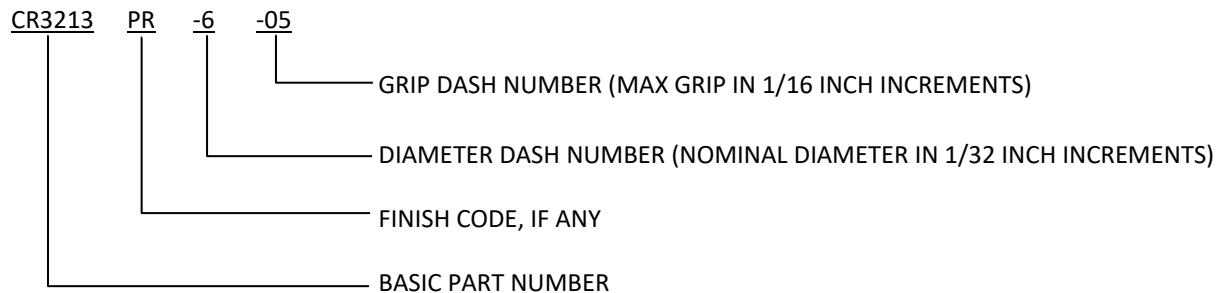 CR3213 PR -6 -05
GRIP DASH NUMBER (MAX GRIP IN 1/16 INCH INCREMENTS)
DIAMETER DASH NUMBER (NOMINAL DIAMETER IN 1/32 INCH INCREMENTS)
FINISH CODE, IF ANY
BASIC PART NUMBER